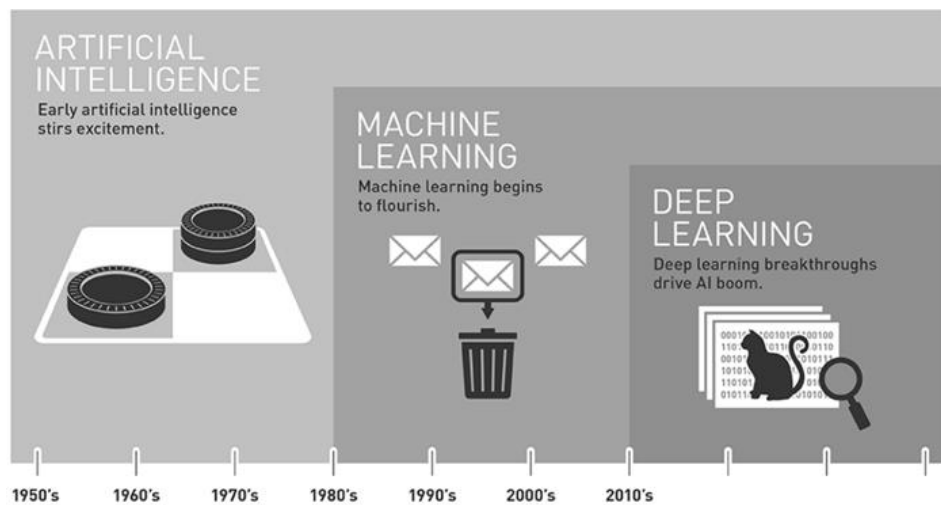 ARTIFICIAL
INTELLIGENCE
Early artificial intelligence
stirs excitement.
MACHINE
LEARNING
Machine learning begins
to flourish.
DEEP
LEARNING
Deep learning breakthroughs
drive AI boom.
1950's
1960's
1970's
1980's
1990's
2000's
2010's